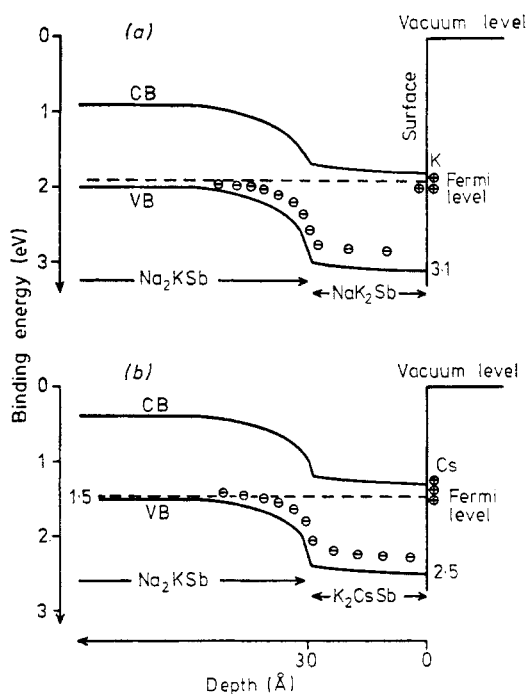 (a)
Vacuum level
0
CB
Surface
1
K
Fermi
level
2
VB
3
3·1
Na₂KSb
NaK₂Sb
Binding energy (eV)
(b)
Vacuum level
0
CB
1
Cs
1·5
Fermi
level
VB
2
2·5
Na₂KSb
K₂CsSb
3
30
0
Depth (Å)